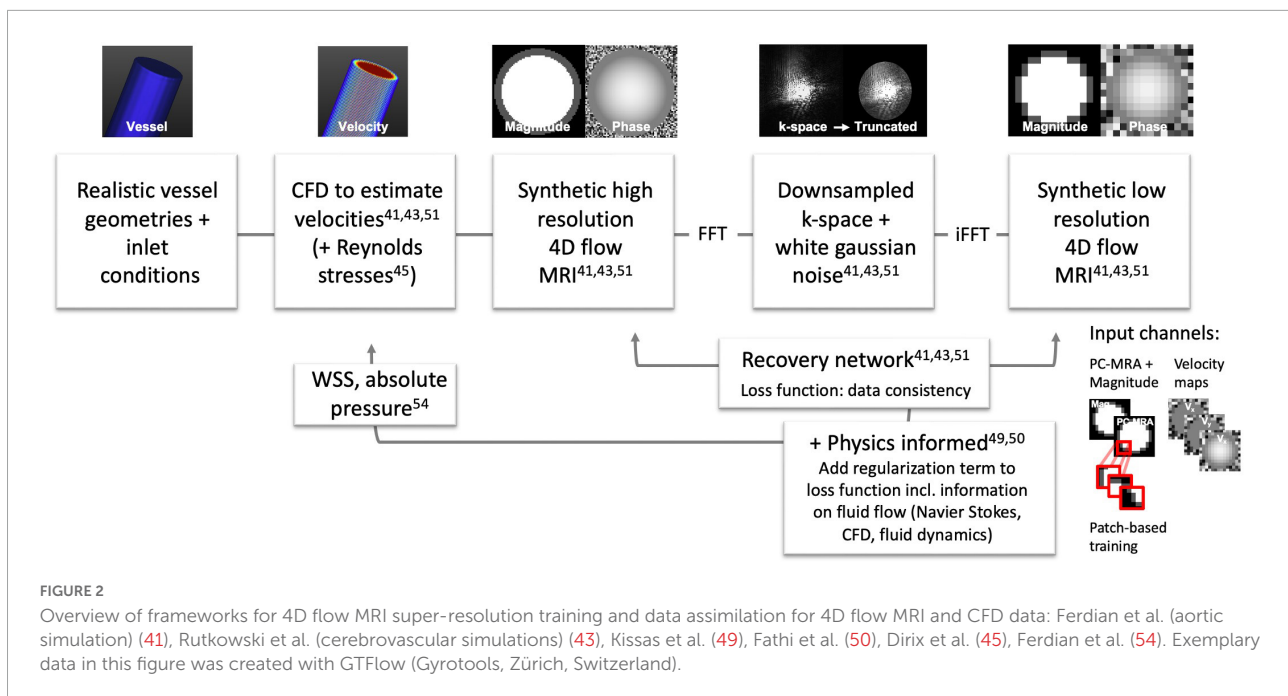 Vessel
Velocity
Magnitude Phase
k-space → Truncated
Magnitude Phase
Realistic vessel
geometries +
inlet
conditions
CFD to estimate
velocities41,43,51
(+ Reynolds
stresses45)
Synthetic high
resolution
4D flow
MRI41,43,51
FFT
Downsampled
k-space +
white gaussian
noise41,43,51
iFFT
Synthetic low
resolution
4D flow
MRI41,43,51
WSS, absolute
pressure54
Recovery network41,43,51
Loss function: data consistency
+ Physics informed49,50
Add regularization term to
loss function incl. information
on fluid flow (Navier Stokes,
CFD, fluid dynamics)
Input channels:
PC-MRA +
Magnitude
Velocity
maps
Mag
PC-MRA
V
V
V
Patch-based
training
FIGURE 2
Overview of frameworks for 4D flow MRI super-resolution training and data assimilation for 4D flow MRI and CFD data: Ferdian et al. (aortic
simulation) (41), Rutkowski et al. (cerebrovascular simulations) (43), Kissas et al. (49), Fathi et al. (50), Dirix et al. (45), Ferdian et al. (54). Exemplary
data in this figure was created with GTFlow (Gyrotools, Zürich, Switzerland).